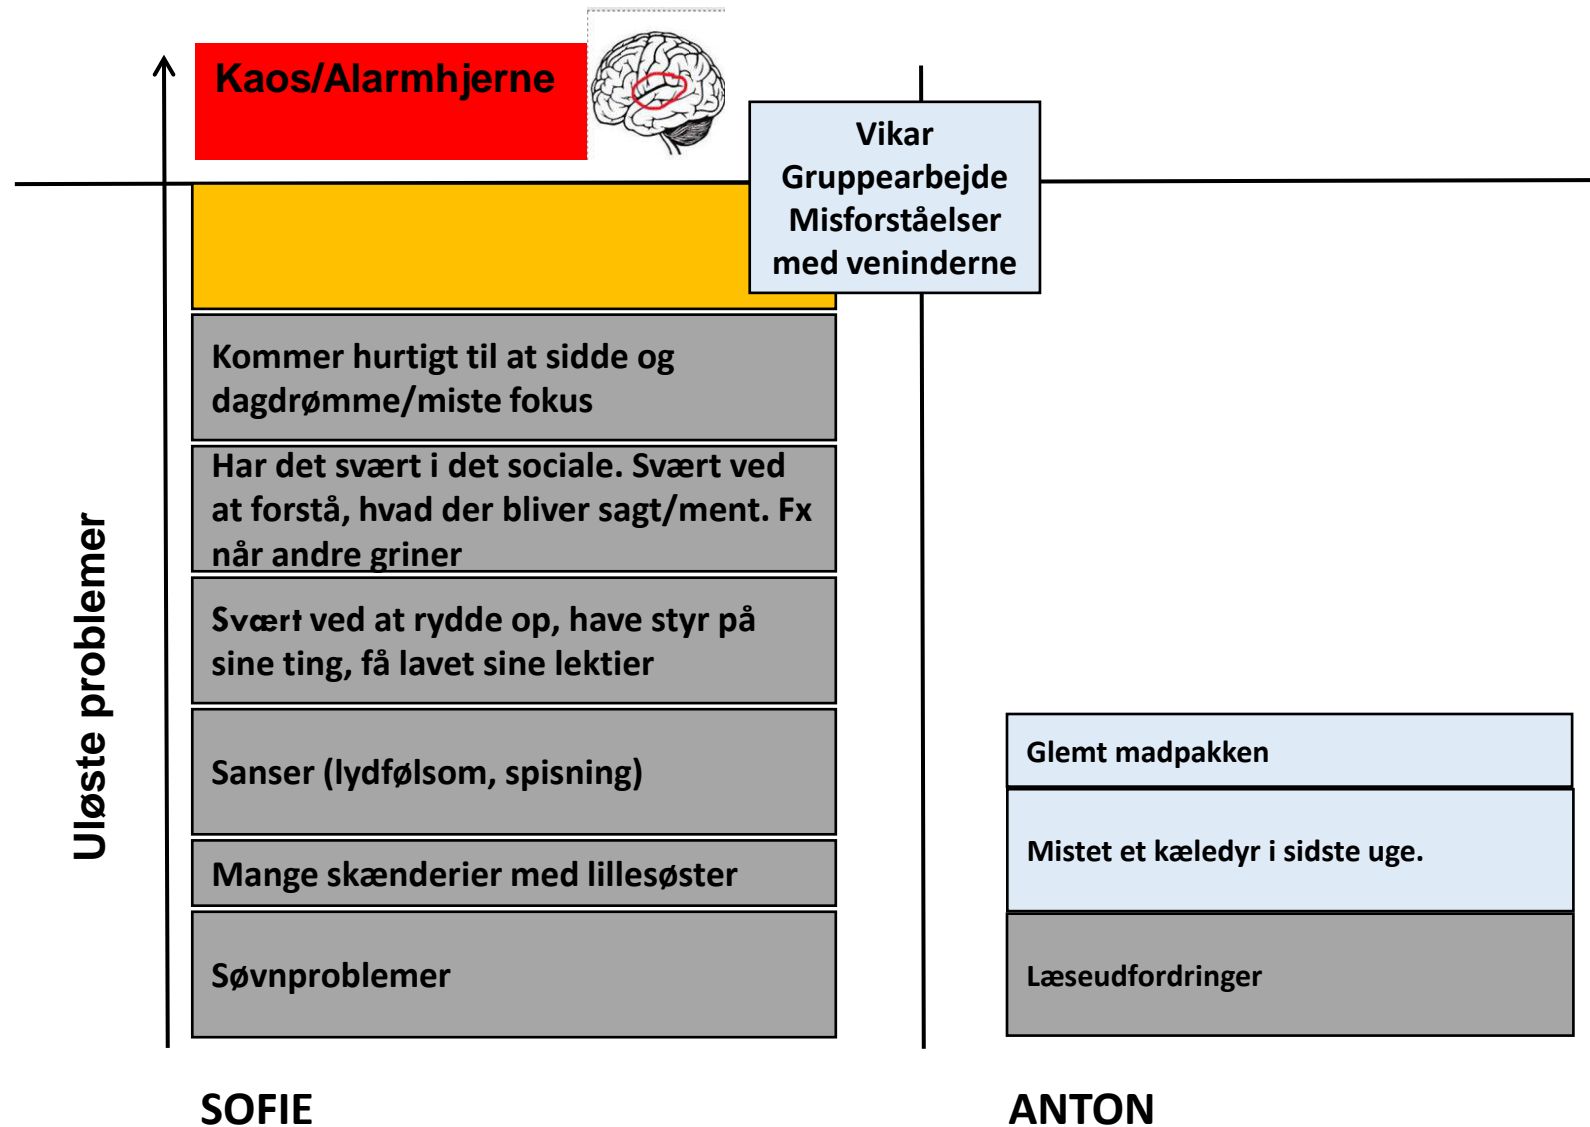 Kaos/Alarmhjerne
Vikar
Gruppearbejde
Misforståelser
med veninderne
Uløste problemer
Kommer hurtigt til at sidde og
dagdrømme/miste fokus
Har det svært i det sociale. Svært ved
at forstå, hvad der bliver sagt/ment. Fx
når andre griner
Svært ved at rydde op, have styr på
sine ting, få lavet sine lektier
Sanser (lydfølsom, spisning)
Mange skænderier med lillesøster
Søvnproblemer
SOFIE
Glemt madpakken
Mistet et kæledyr i sidste uge.
Læseudfordringer
ANTON